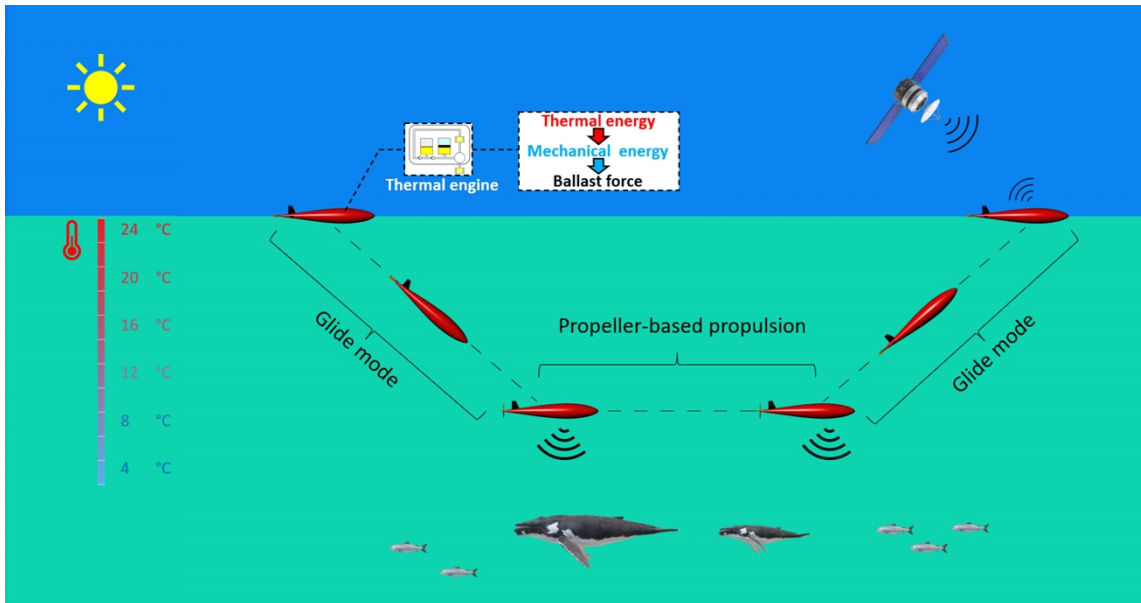 Thermal energy
Mechanical energy
Ballast force
Thermal engine
24 °C
20 °C
16 °C
12 °C
8 °C
4 °C
Glide mode
Propeller-based propulsion
Glide mode